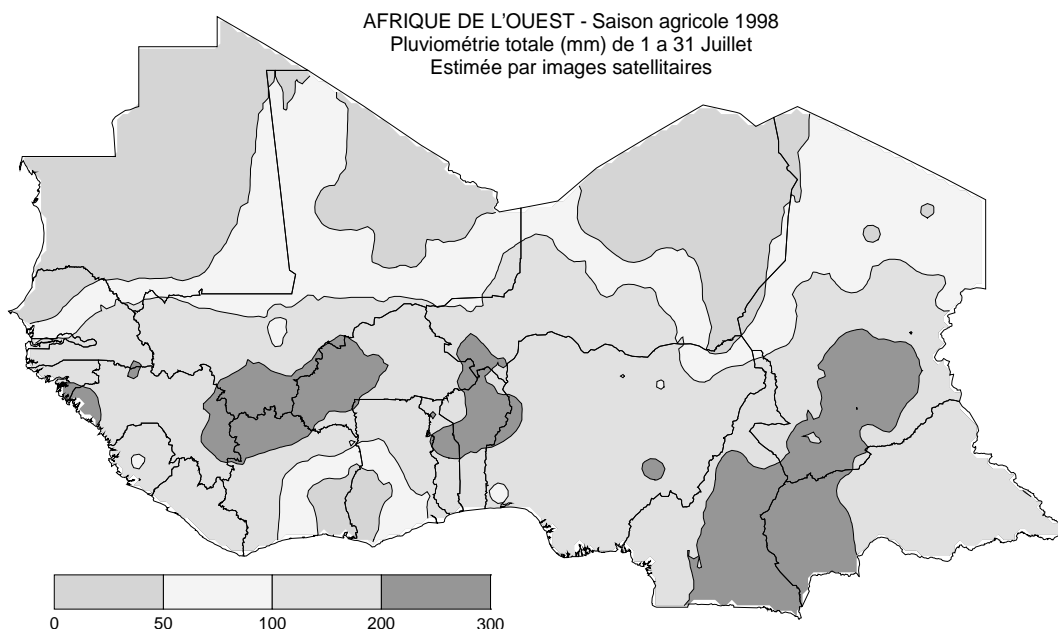 AFRIQUE DE L'OUEST - Saison agricole 1998
Pluviométrie totale (mm) de 1 a 31 Juillet
Estimée par images satellitaires
0 50 100 200 300